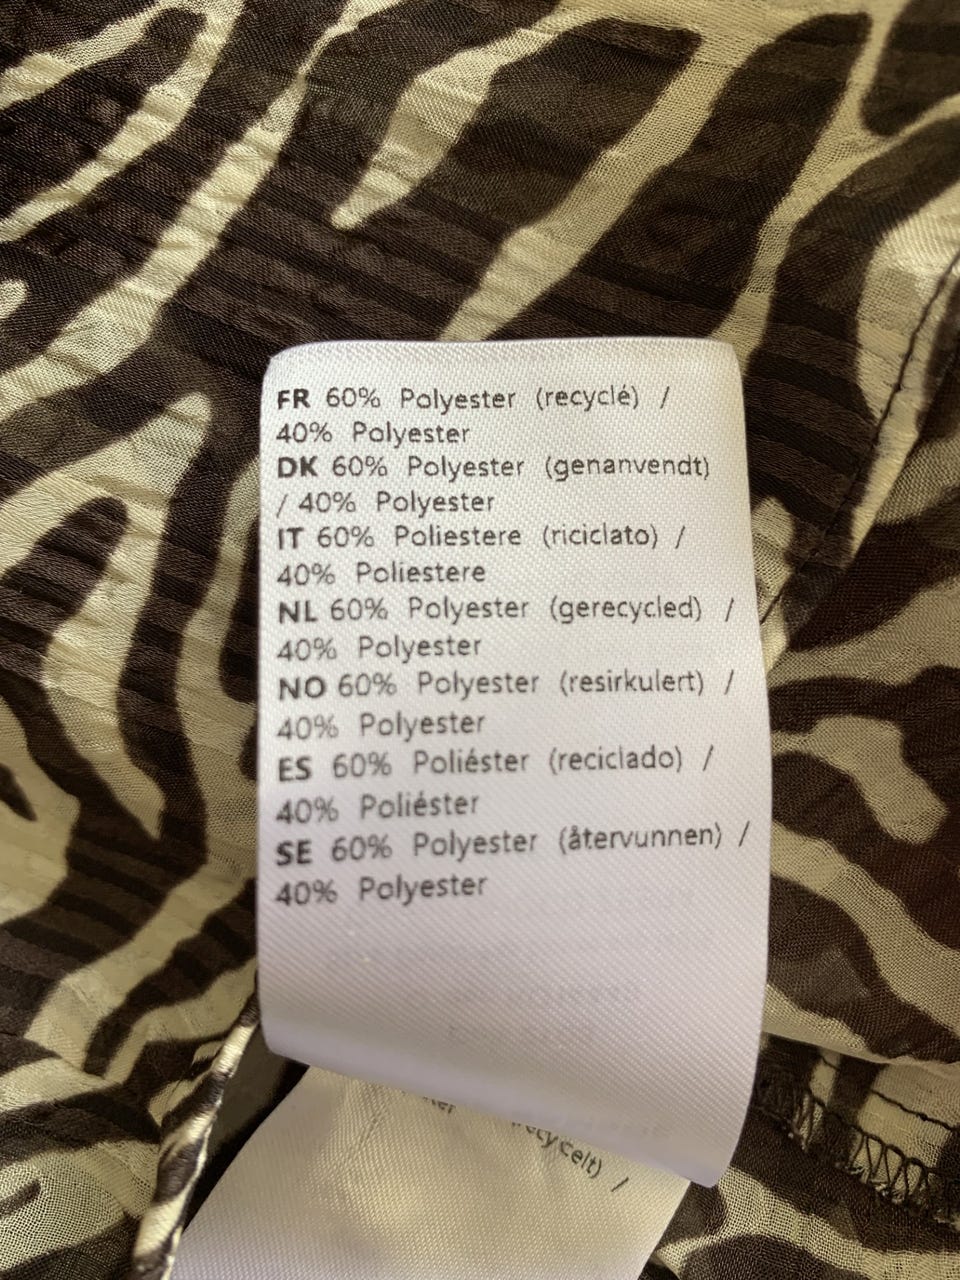 FR 60% Polyester (recyclé) /
40% Polyester
DK 60% Polyester (genanvendt)
/ 40% Polyester
IT 60% Poliestere (riciclato) /
40% Poliestere
NL 60% Polyester (gerecycled) /
40% Polyester
NO 60% Polyester (resirkulert) /
40% Polyester
ES 60% Poliéster (reciclado) /
40% Poliéster
SE 60% Polyester (återvunnen) /
40% Polyester